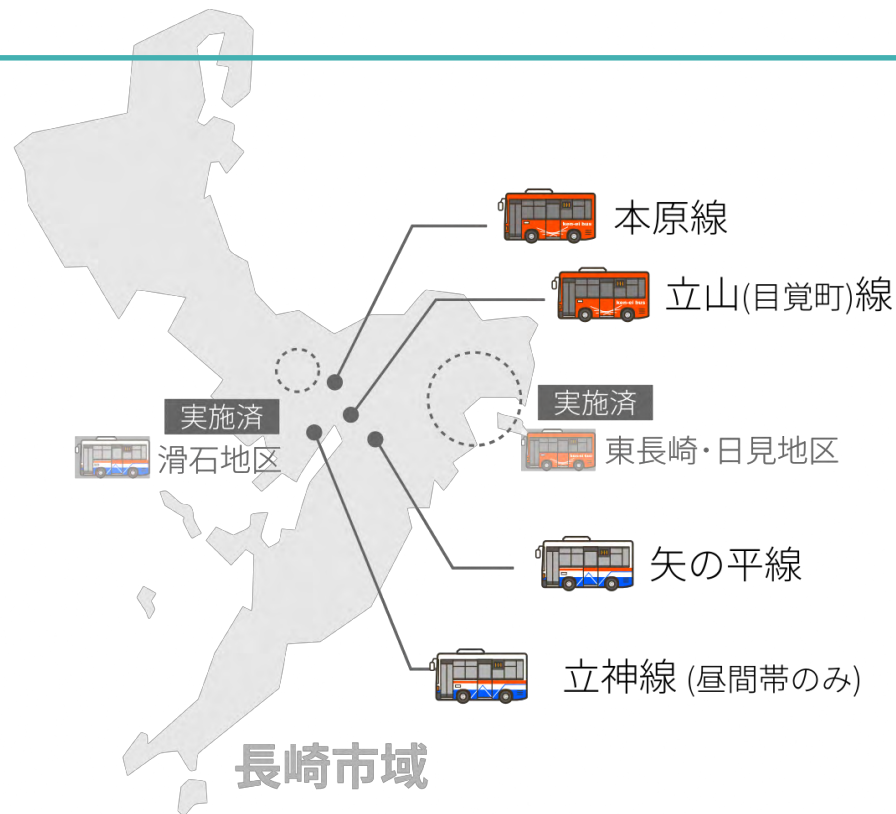 本原線
立山(目覚町)線
実施済
滑石地区
実施済
東長崎・日見地区
矢の平線
立神線 (昼間帯のみ)
長崎市域